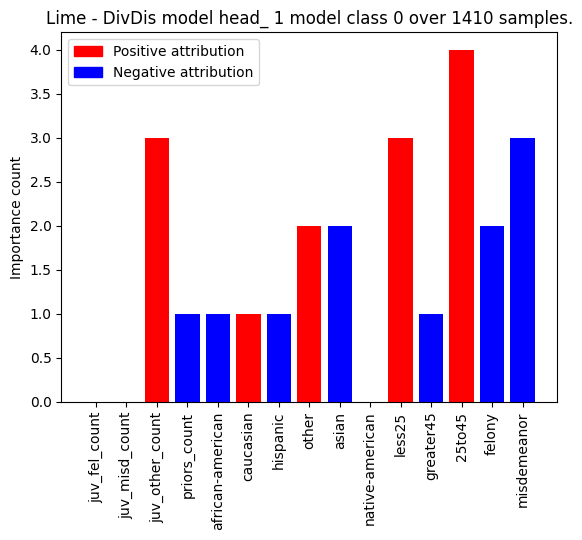 Lime - DivDis model head_ 1 model class 0 over 1410 samples.
Positive attribution
Negative attribution
Importance count
4.0
3.5
3.0
2.5
2.0
1.5
1.0
0.5
0.0
juv_fel_count
juv_misd_count
juv_other_count
priors_count
african-american
caucasian
hispanic
other
asian
native-american
less25
greater45
25to45
felony
misdemeanor